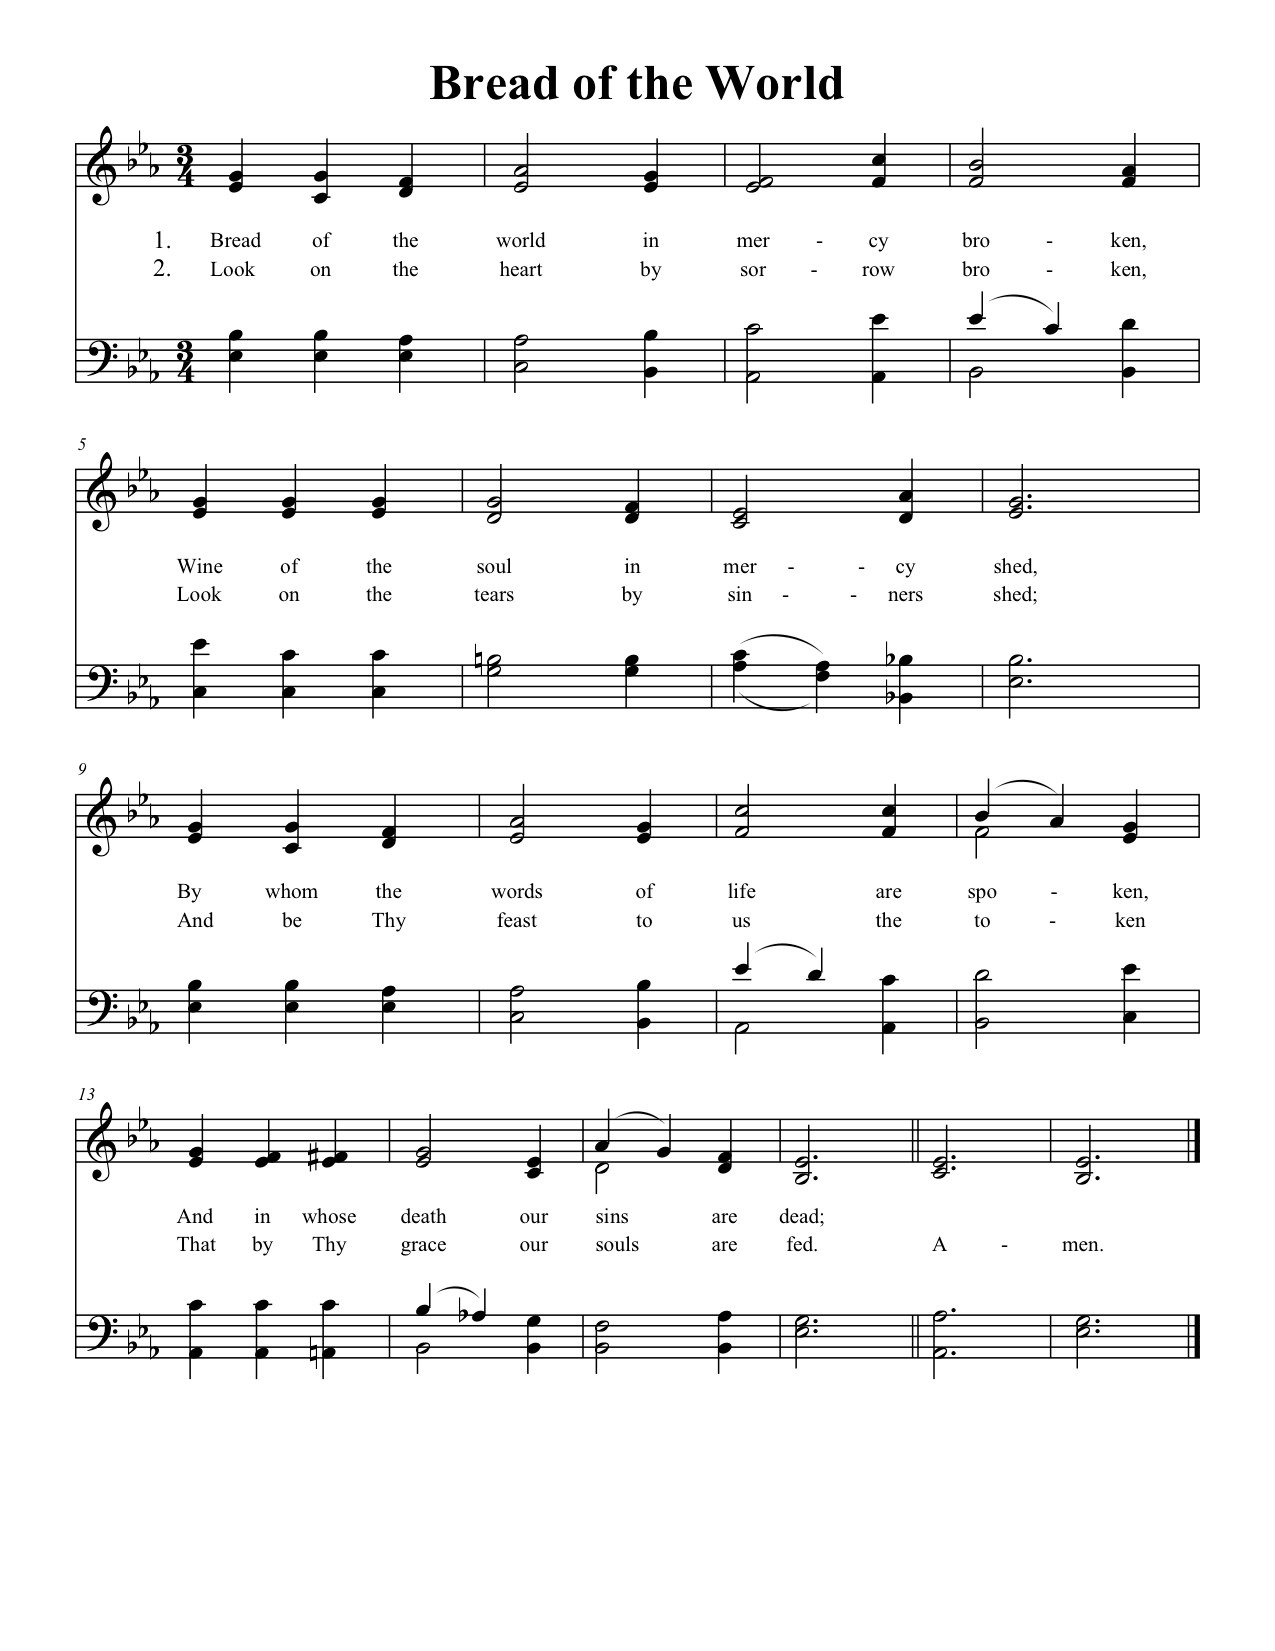 Bread of the World
3
4
1. Bread of the world in mer - cy bro - ken,
2. Look on the heart by sor - row bro - ken,
3
4
5
Wine of the soul in mer - - cy shed,
Look on the tears by sin - - ners shed;
9
By whom the words of life are spo - ken,
And be Thy feast to us the to - ken
13
And in whose death our sins are dead;
That by Thy grace our souls are fed. A - men.